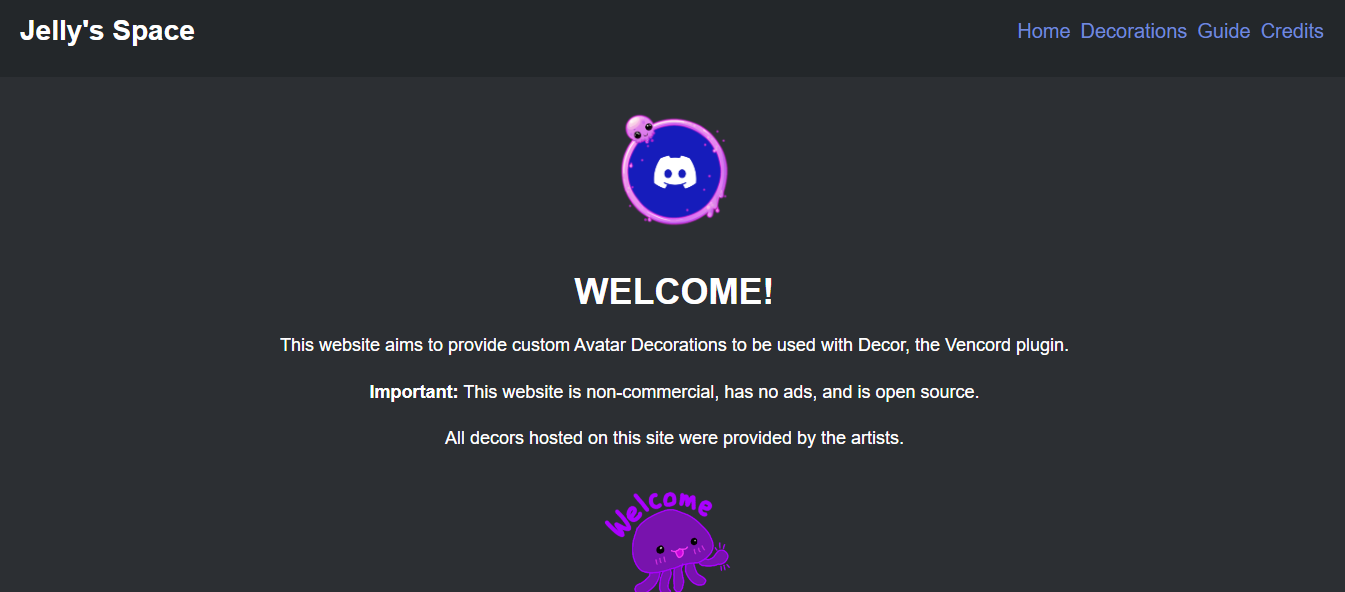 Jelly's Space
Home Decorations Guide Credits
WELCOME!
This website aims to provide custom Avatar Decorations to be used with Decor, the Vencord plugin.
Important: This website is non-commercial, has no ads, and is open source.
All decors hosted on this site were provided by the artists.
Welcome